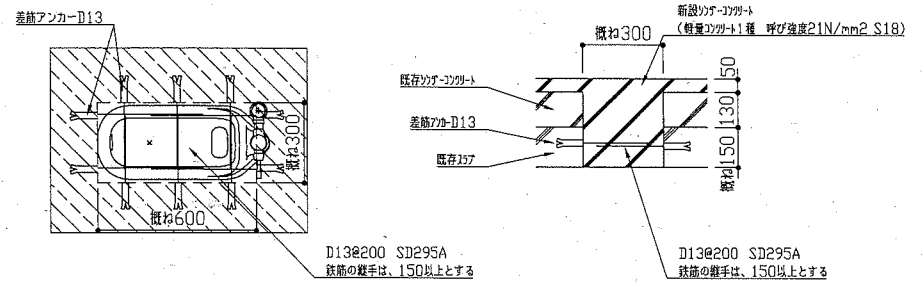 差筋アンカーD13
概ね300
概ね600
D13@200 SD295A
鉄筋の継手は、150以上とする
新設シンダーコンクリート
(軽量コンクリート1種 呼び強度21N/mm2 S18)
概ね300
既存シンダーコンクリート
差筋アンカーD13
既存スラブ
50
130
概ね150
D13@200 SD295A
鉄筋の継手は、150以上とする